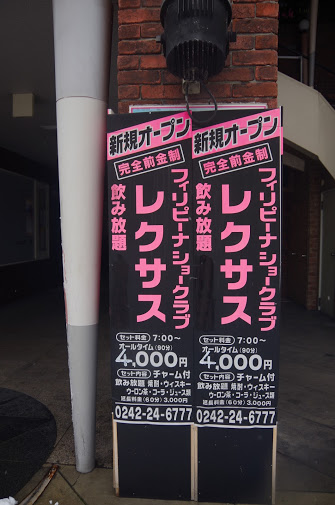 新規オープン
完全前金制
フィリピーナショークラブ
レクサス
飲み放題
セット料金 7:00〜
オールタイム(90分)
4,000円
セット内容 チャーム付
飲み放題 焼酎・ウィスキー
ウーロン茶・コーラ・ジュース類
延長料金(60分)3,000円
0242-24-6777
新規オープン
完全前金制
フィリピーナショークラブ
レクサス
飲み放題
セット料金 7:00〜
オールタイム(90分)
4,000円
セット内容 チャーム付
飲み放題 焼酎・ウィスキー
ウーロン茶・コーラ・ジュース類
延長料金(60分)3,000円
0242-24-6777